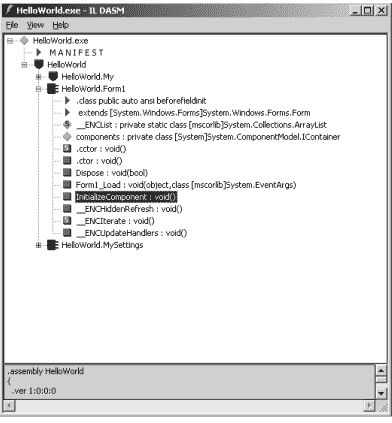 HelloWorld.exe - IL DASM
File View Help
HelloWorld.exe
MANIFEST
HelloWorld
HelloWorld.My
HelloWorld.Form1
.class public auto ansi beforefieldinit
extends [System.Windows.Forms]System.Windows.Forms.Form
__ENCList : private static class [mscorlib]System.Collections.ArrayList
components : private class [System]System.ComponentModel.IContainer
.cctor : void()
.ctor : void()
Dispose : void(bool)
Form1_Load : void(object,class [mscorlib]System.EventArgs)
InitializeComponent : void()
__ENCHiddenRefresh : void()
__ENCIterate : void()
__ENCUpdateHandlers : void()
HelloWorld.MySettings
.assembly HelloWorld
{
.ver 1:0:0:0